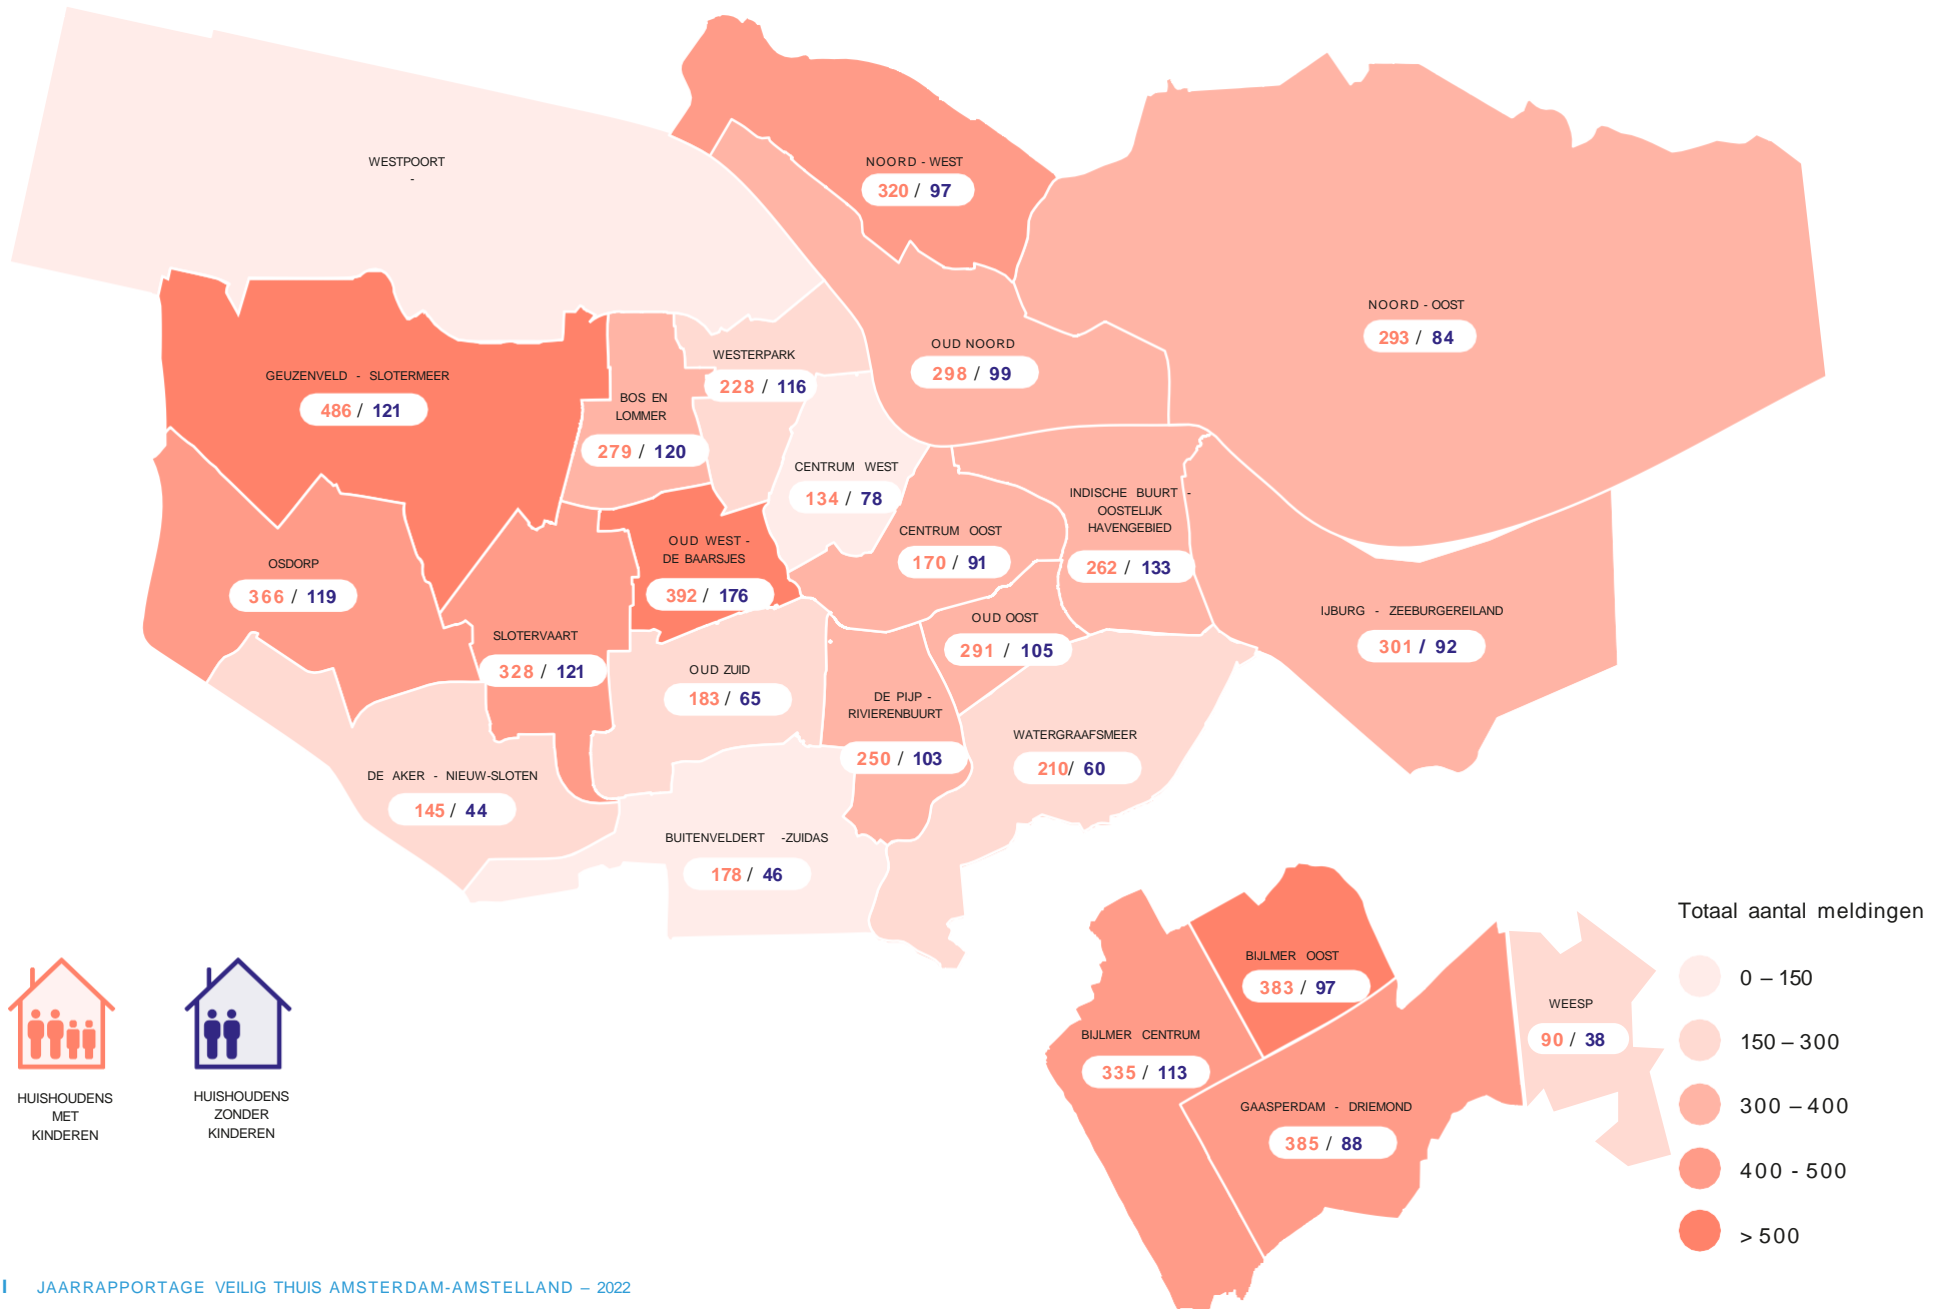 WESTPOORT
-
NOORD - WEST
320 / 97
NOORD - OOST
293 / 84
OUD NOORD
298 / 99
WESTERPARK
228 / 116
GEUZENVELD - SLOTERMEER
486 / 121
BOS EN
LOMMER
279 / 120
CENTRUM WEST
134 / 78
INDISCHE BUURT -
OOSTELIJK
HAVENGEBIED
262 / 133
CENTRUM OOST
170 / 91
OUD WEST -
DE BAARSJES
392 / 176
OSDORP
366 / 119
IJBURG - ZEEBURGEREILAND
301 / 92
OUD OOST
291 / 105
SLOTERVAART
328 / 121
OUD ZUID
183 / 65
DE PIJP -
RIVIERENBUURT
250 / 103
WATERGRAAFSMEER
210/ 60
DE AKER - NIEUW-SLOTEN
145 / 44
BUITENVELDERT -ZUIDAS
178 / 46
BIJLMER OOST
383 / 97
WEESP
90 / 38
BIJLMER CENTRUM
335 / 113
GAASPERDAM - DRIEMOND
385 / 88
Totaal aantal meldingen
0 – 150
150 – 300
300 – 400
400 - 500
> 500
HUISHOUDENS
MET
KINDEREN
HUISHOUDENS
ZONDER
KINDEREN
I JAARRAPPORTAGE VEILIG THUIS AMSTERDAM-AMSTELLAND – 2022